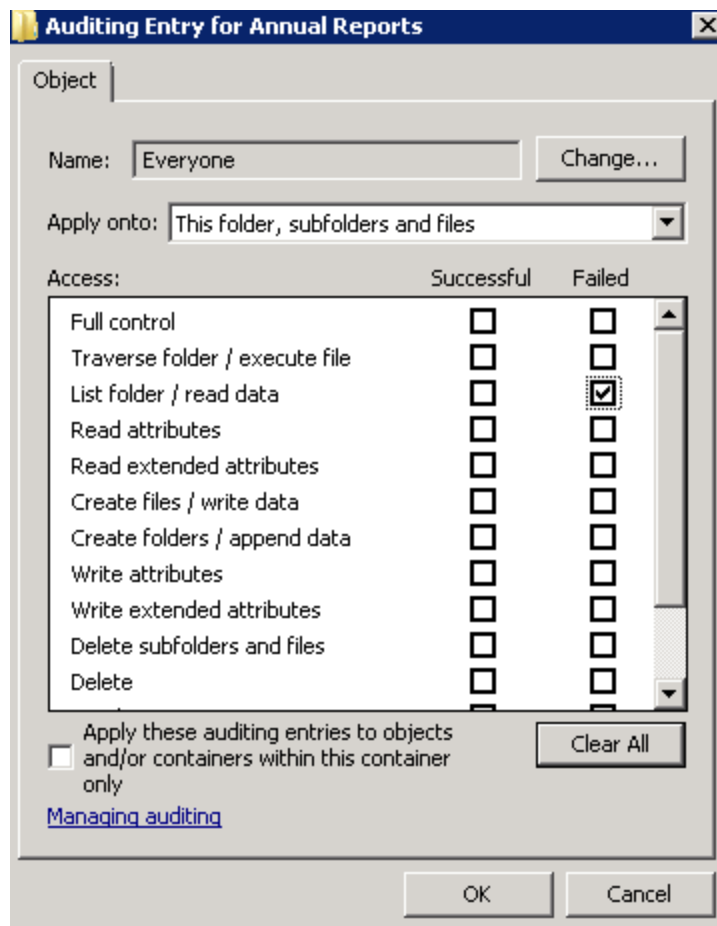 Auditing Entry for Annual Reports
Object
Name: Everyone Change...
Apply onto: This folder, subfolders and files
Access: Successful Failed
Full control
Traverse folder / execute file
List folder / read data
Read attributes
Read extended attributes
Create files / write data
Create folders / append data
Write attributes
Write extended attributes
Delete subfolders and files
Delete
Apply these auditing entries to objects
and/or containers within this container
only
Clear All
Managing auditing
OK Cancel